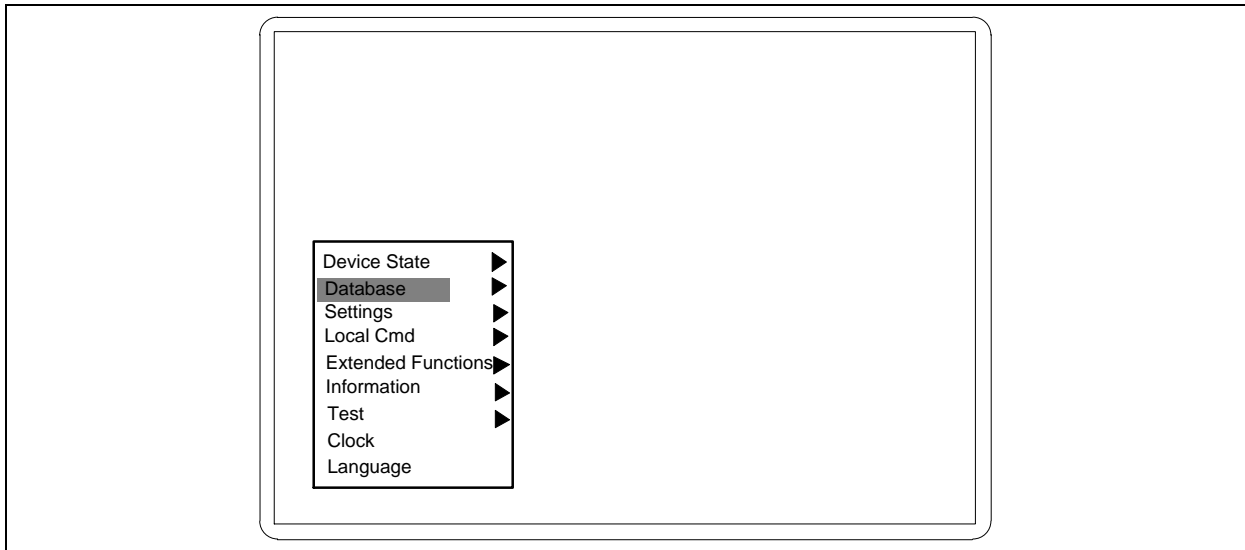 Device State
Database
Settings
Local Cmd
Extended Functions
Information
Test
Clock
Language